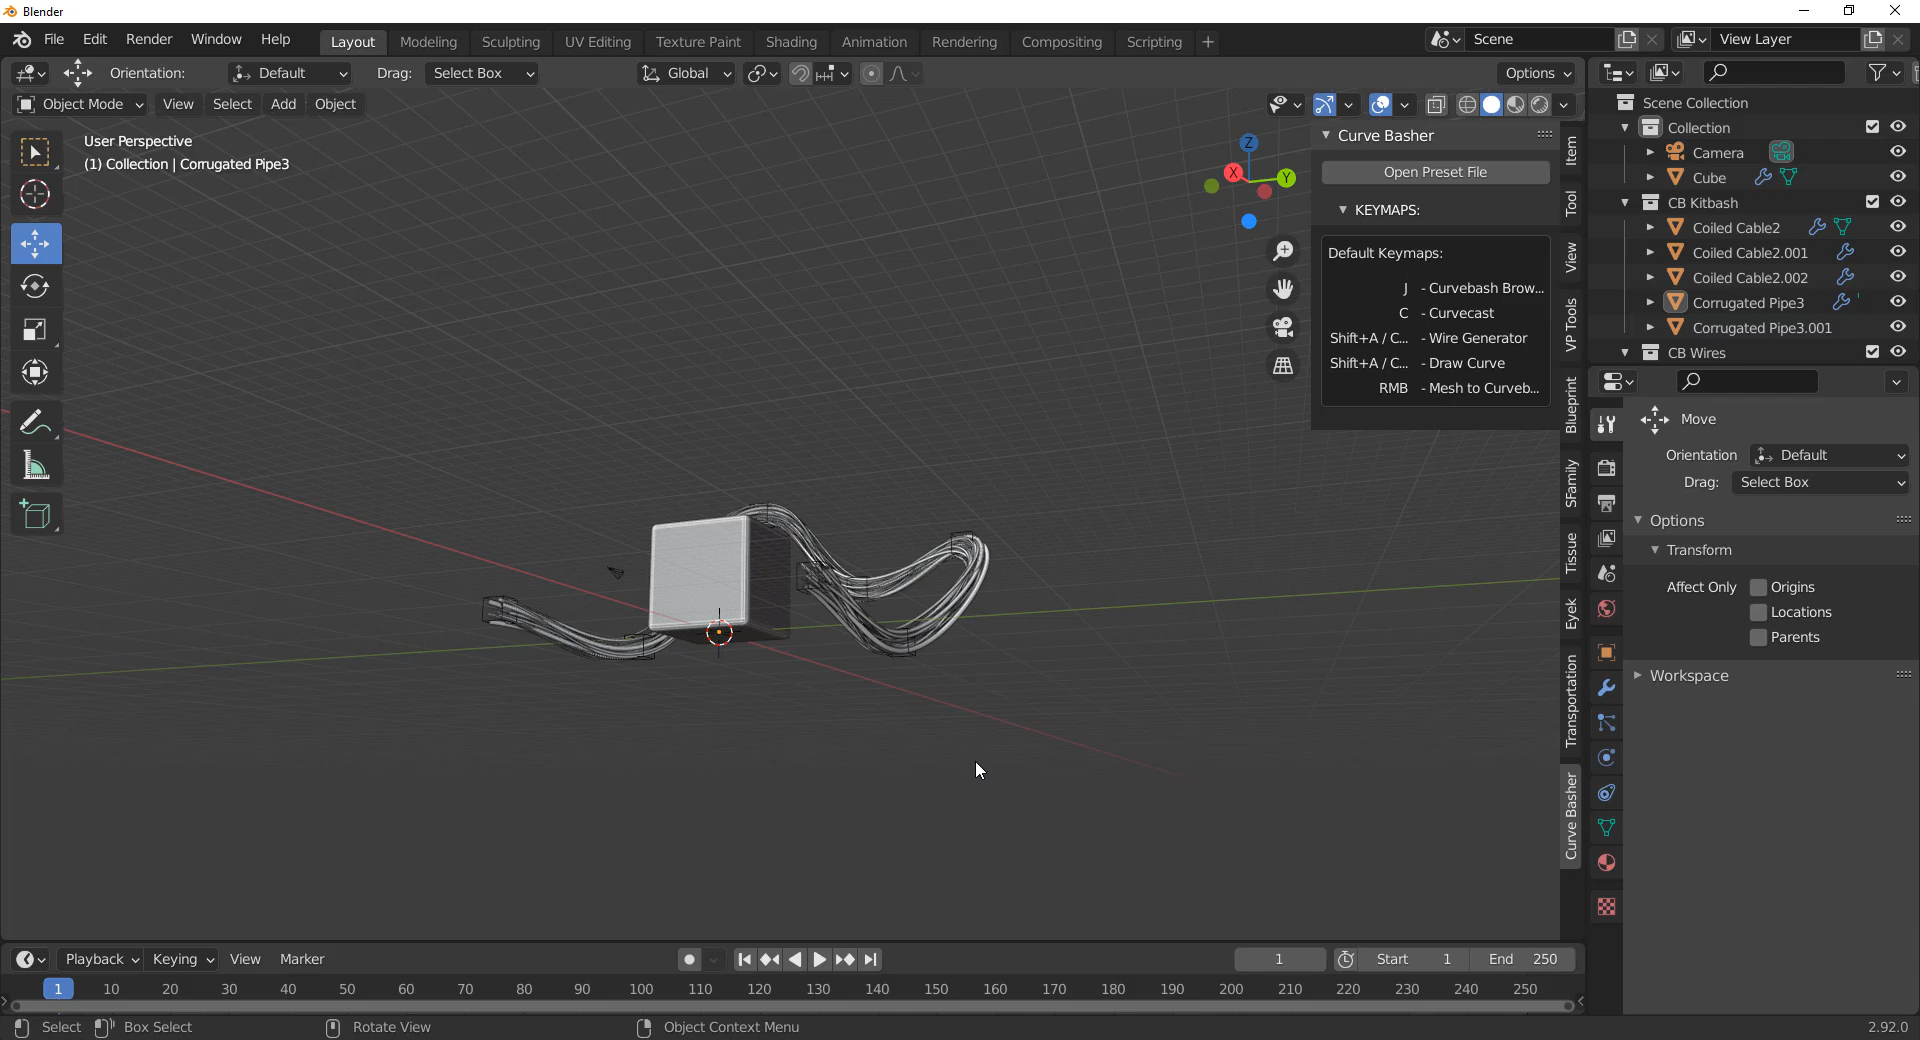 Blender
File Edit Render Window Help Layout Modeling Sculpting UV Editing Texture Paint Shading Animation Rendering Compositing Scripting + Scene View Layer
Orientation: Default Drag: Select Box Global Options
Object Mode View Select Add Object
User Perspective
(1) Collection | Corrugated Pipe3
Z
X
Y
Curve Basher
Open Preset File
KEYMAPS:
Default Keymaps:
J - Curvebash Brow...
C - Curvecast
Shift+A / C... - Wire Generator
Shift+A / C... - Draw Curve
RMB - Mesh to Curveb...
Item
Tool
View
VP Tools
Blueprint
SFamily
Tissue
Eyek
Transportation
Curve Basher
Scene Collection
Collection
Camera
Cube
CB Kitbash
Coiled Cable2
Coiled Cable2.001
Coiled Cable2.002
Corrugated Pipe3
Corrugated Pipe3.001
CB Wires
Move
Orientation Default
Drag: Select Box
Options
Transform
Affect Only Origins
Locations
Parents
Workspace
Playback Keying View Marker 1 Start 1 End 250
1 10 20 30 40 50 60 70 80 90 100 110 120 130 140 150 160 170 180 190 200 210 220 230 240 250
Select Box Select Rotate View Object Context Menu 2.92.0